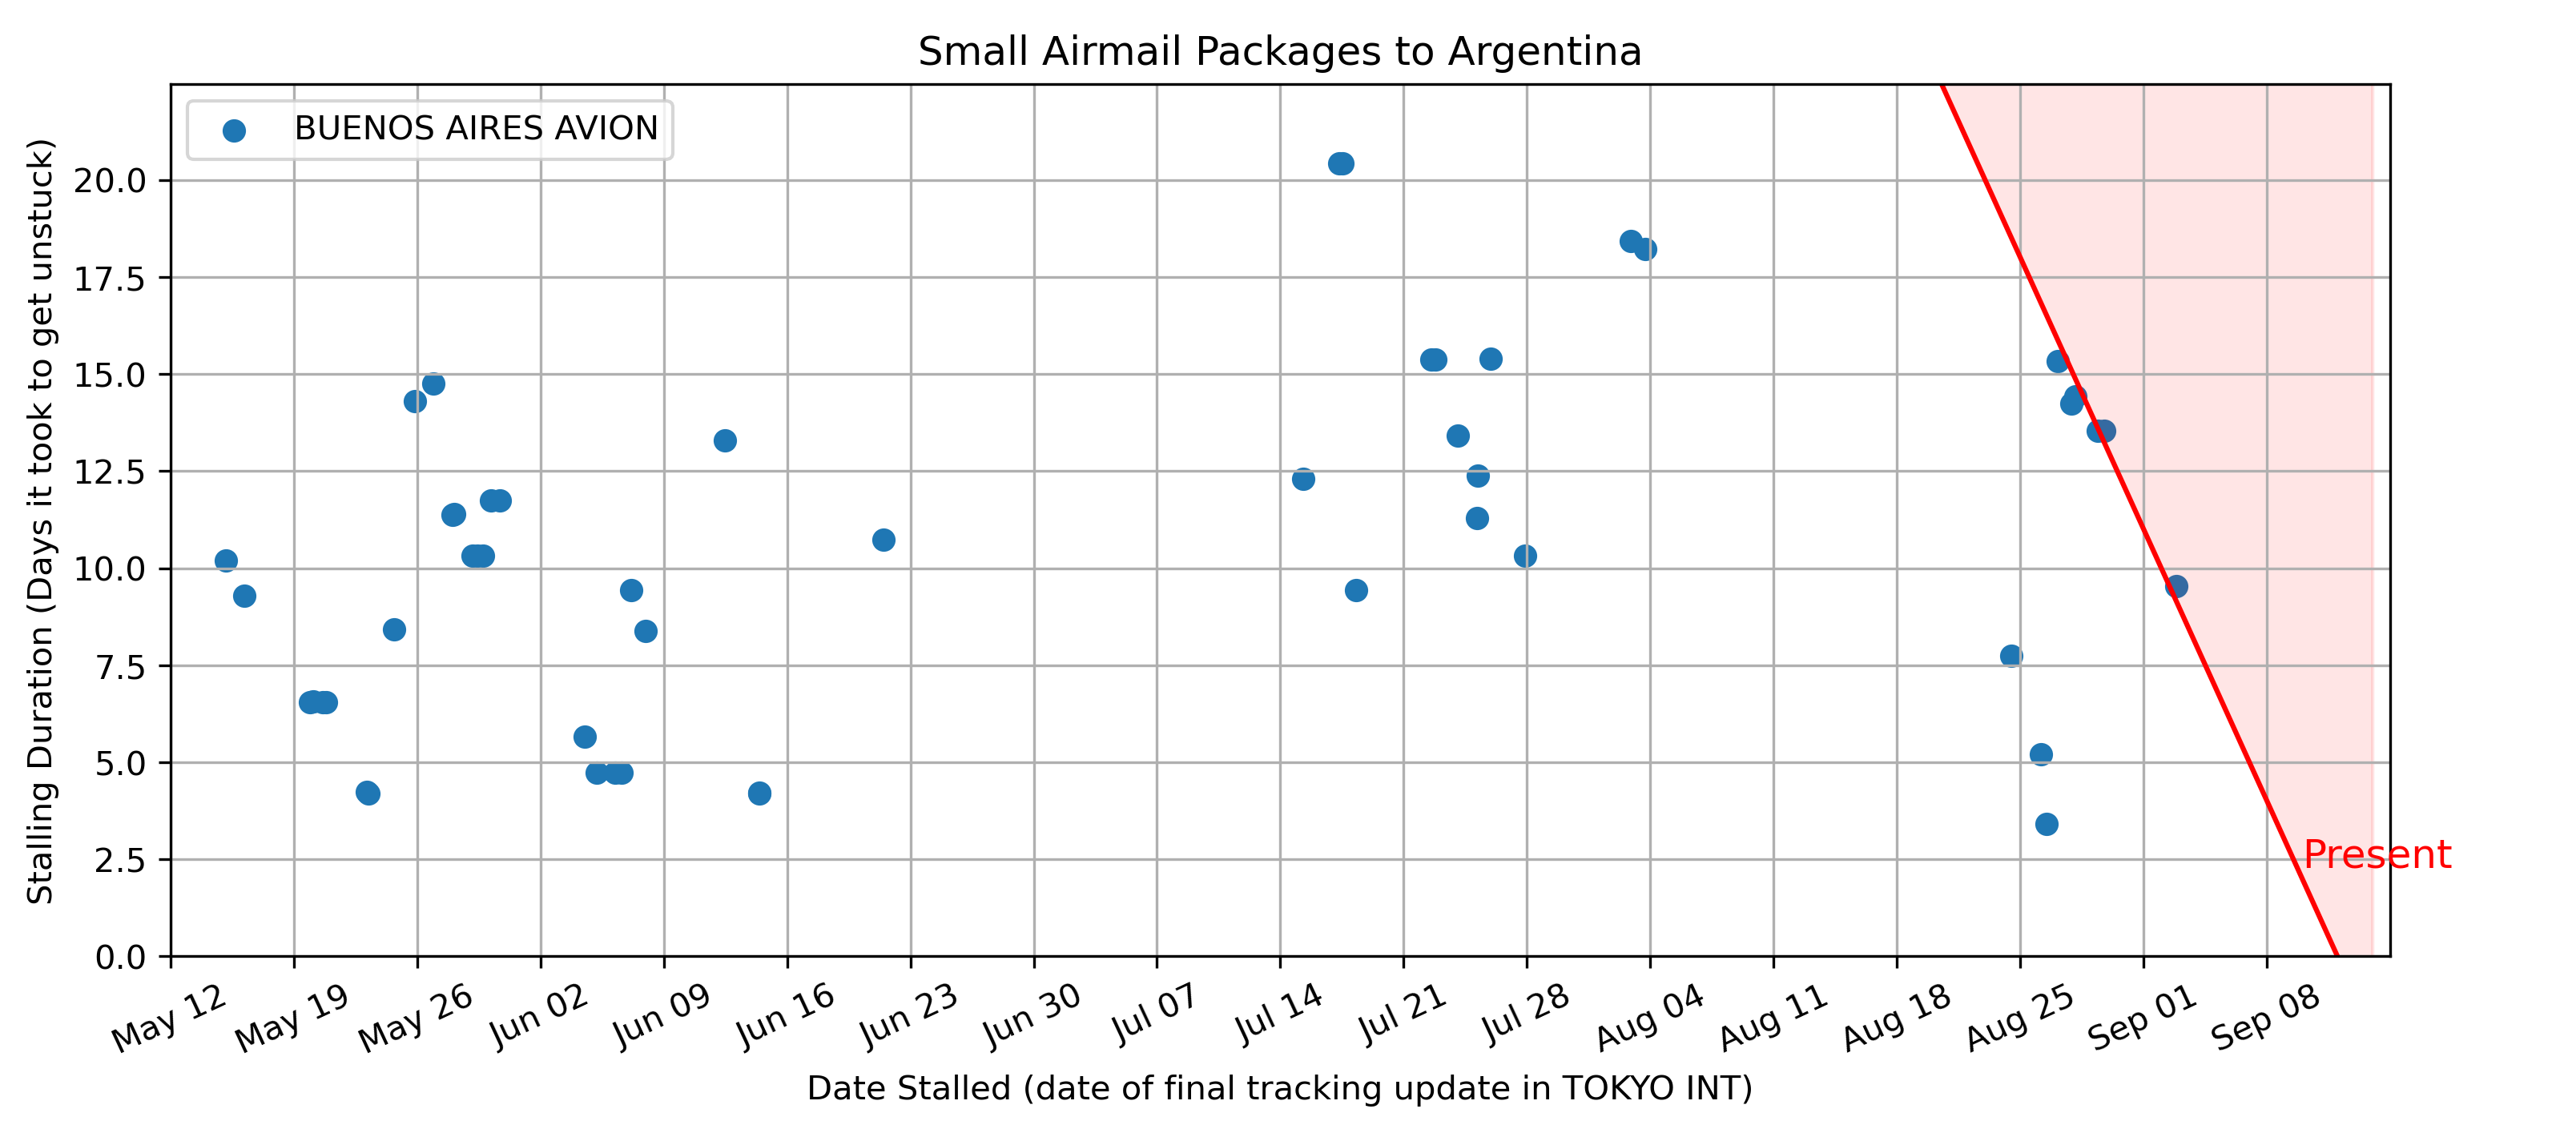 Small Airmail Packages to Argentina
BUENOS AIRES AVION
Stalling Duration (Days it took to get unstuck)
20.0
17.5
15.0
12.5
10.0
7.5
5.0
2.5
0.0
Present
May 12
May 19
May 26
Jun 02
Jun 09
Jun 16
Jun 23
Jun 30
Jul 07
Jul 14
Jul 21
Jul 28
Aug 04
Aug 11
Aug 18
Aug 25
Sep 01
Sep 08
Date Stalled (date of final tracking update in TOKYO INT)